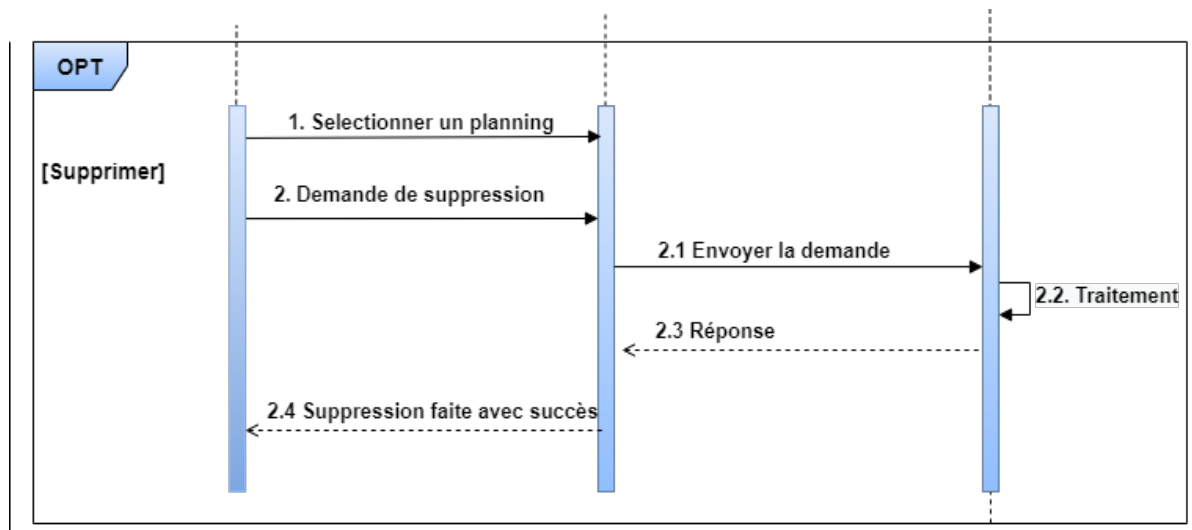 OPT
1. Selectionner un planning
[Supprimer]
2. Demande de suppression
2.1 Envoyer la demande
2.2. Traitement
2.3 Réponse
2.4 Suppression faite avec succès